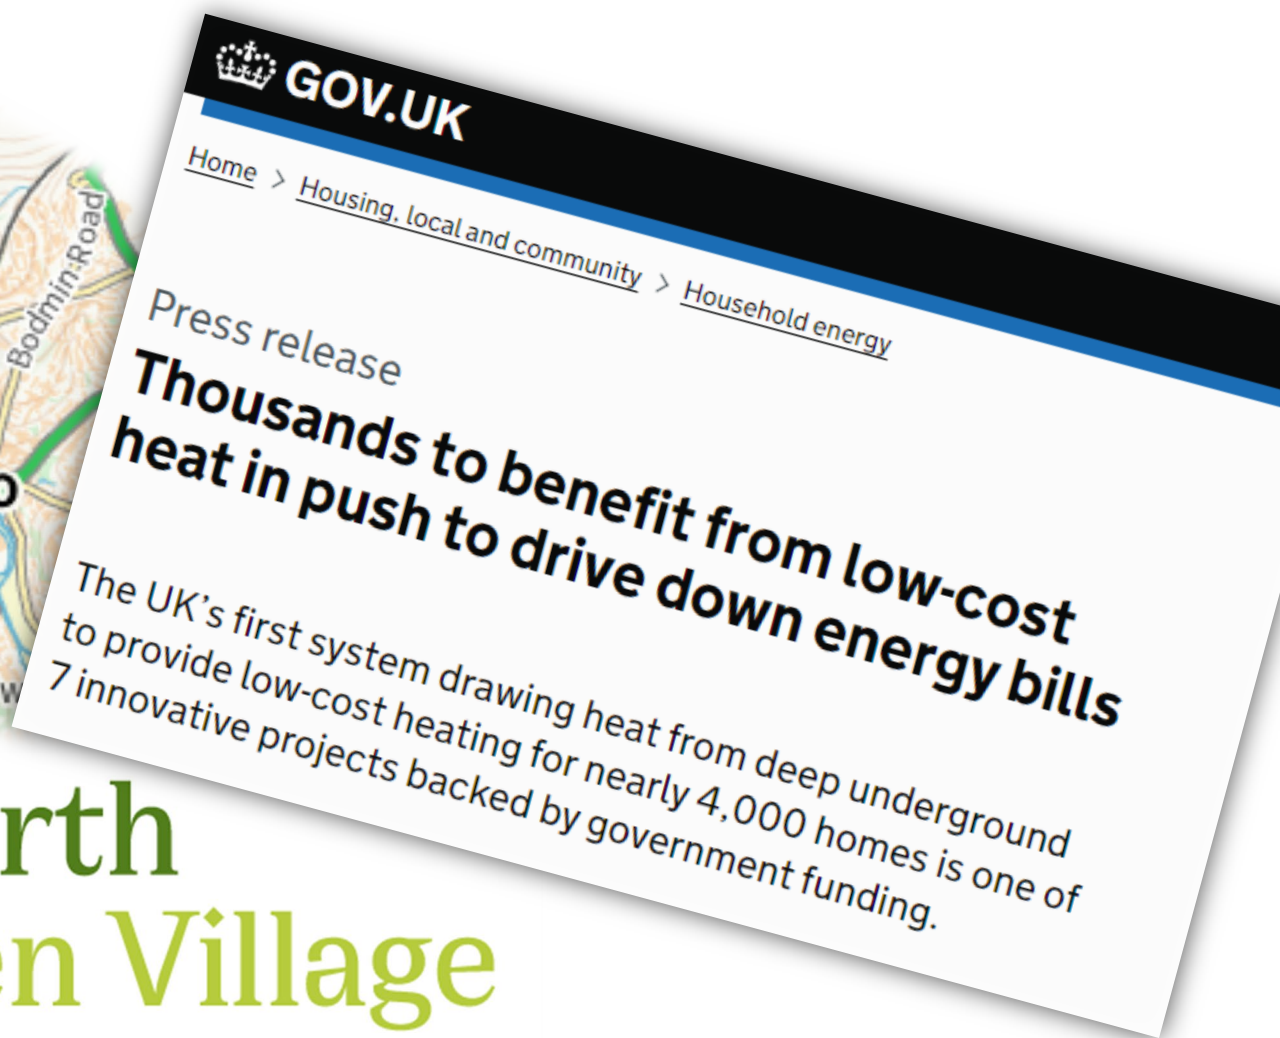 GOV.UK
Home > Housing, local and community > Household energy
Press release
Thousands to benefit from low-cost
heat in push to drive down energy bills
The UK’s first system drawing heat from deep underground
to provide low-cost heating for nearly 4,000 homes is one of
7 innovative projects backed by government funding.
Bodmin Road
o
w
rth
en Village